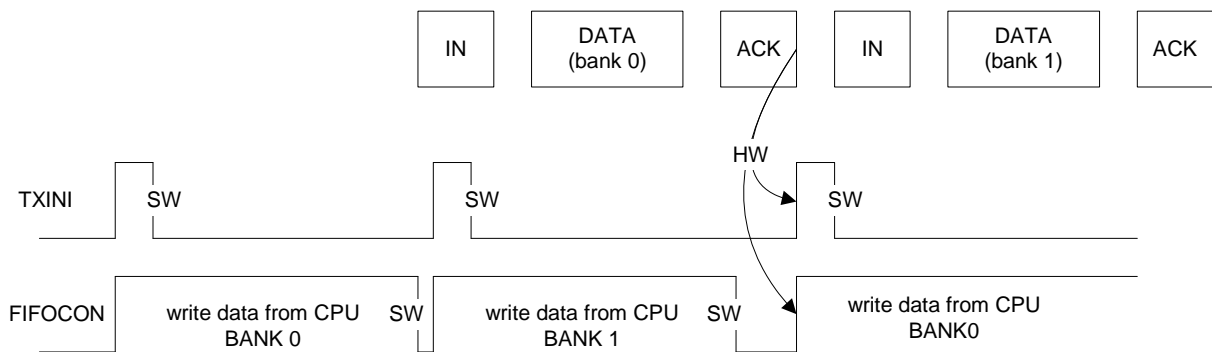 IN
DATA
(bank 0)
ACK
IN
DATA
(bank 1)
ACK
HW
TXINI
SW
SW
SW
FIFOCON
write data from CPU
BANK 0
SW
write data from CPU
BANK 1
SW
write data from CPU
BANK0